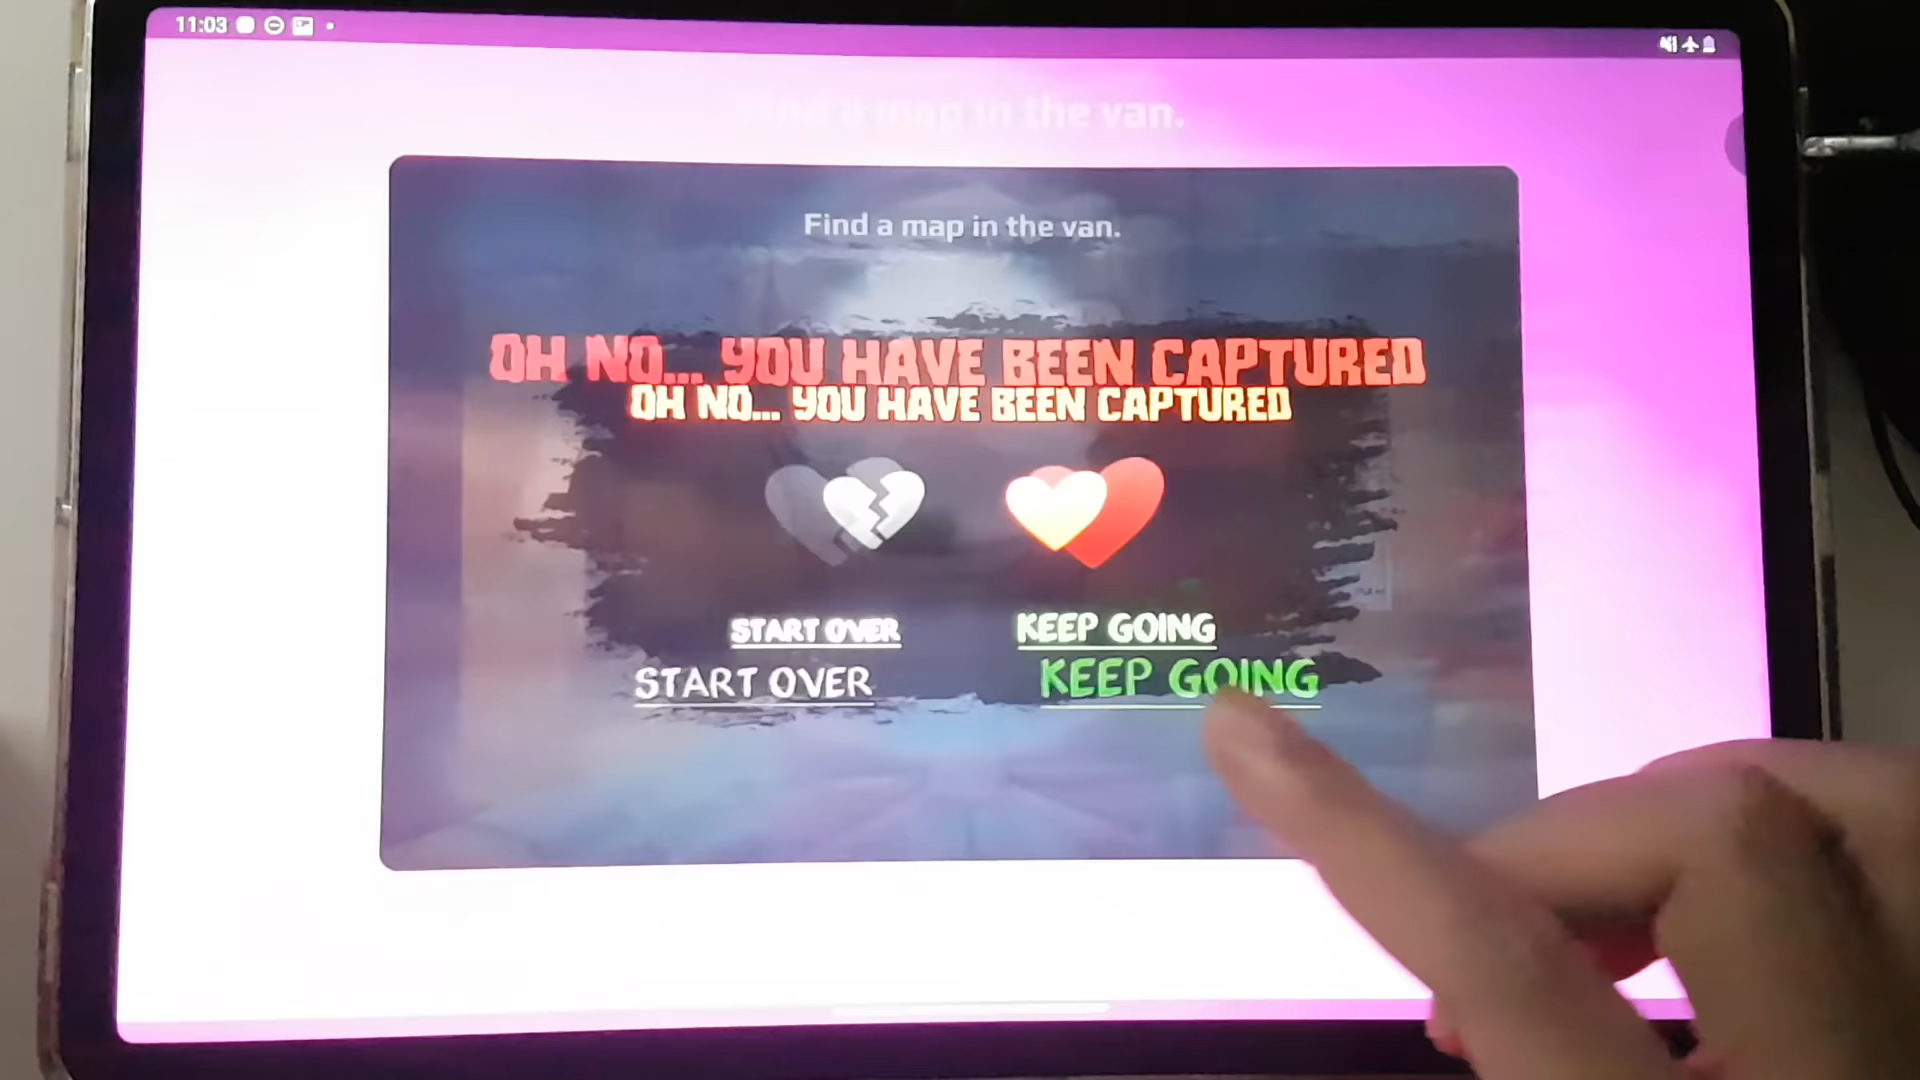 11:03
Find a map in the van.
Find a map in the van.
OH NO... YOU HAVE BEEN CAPTURED
OH NO... YOU HAVE BEEN CAPTURED
START OVER
KEEP GOING
START OVER
KEEP GOING